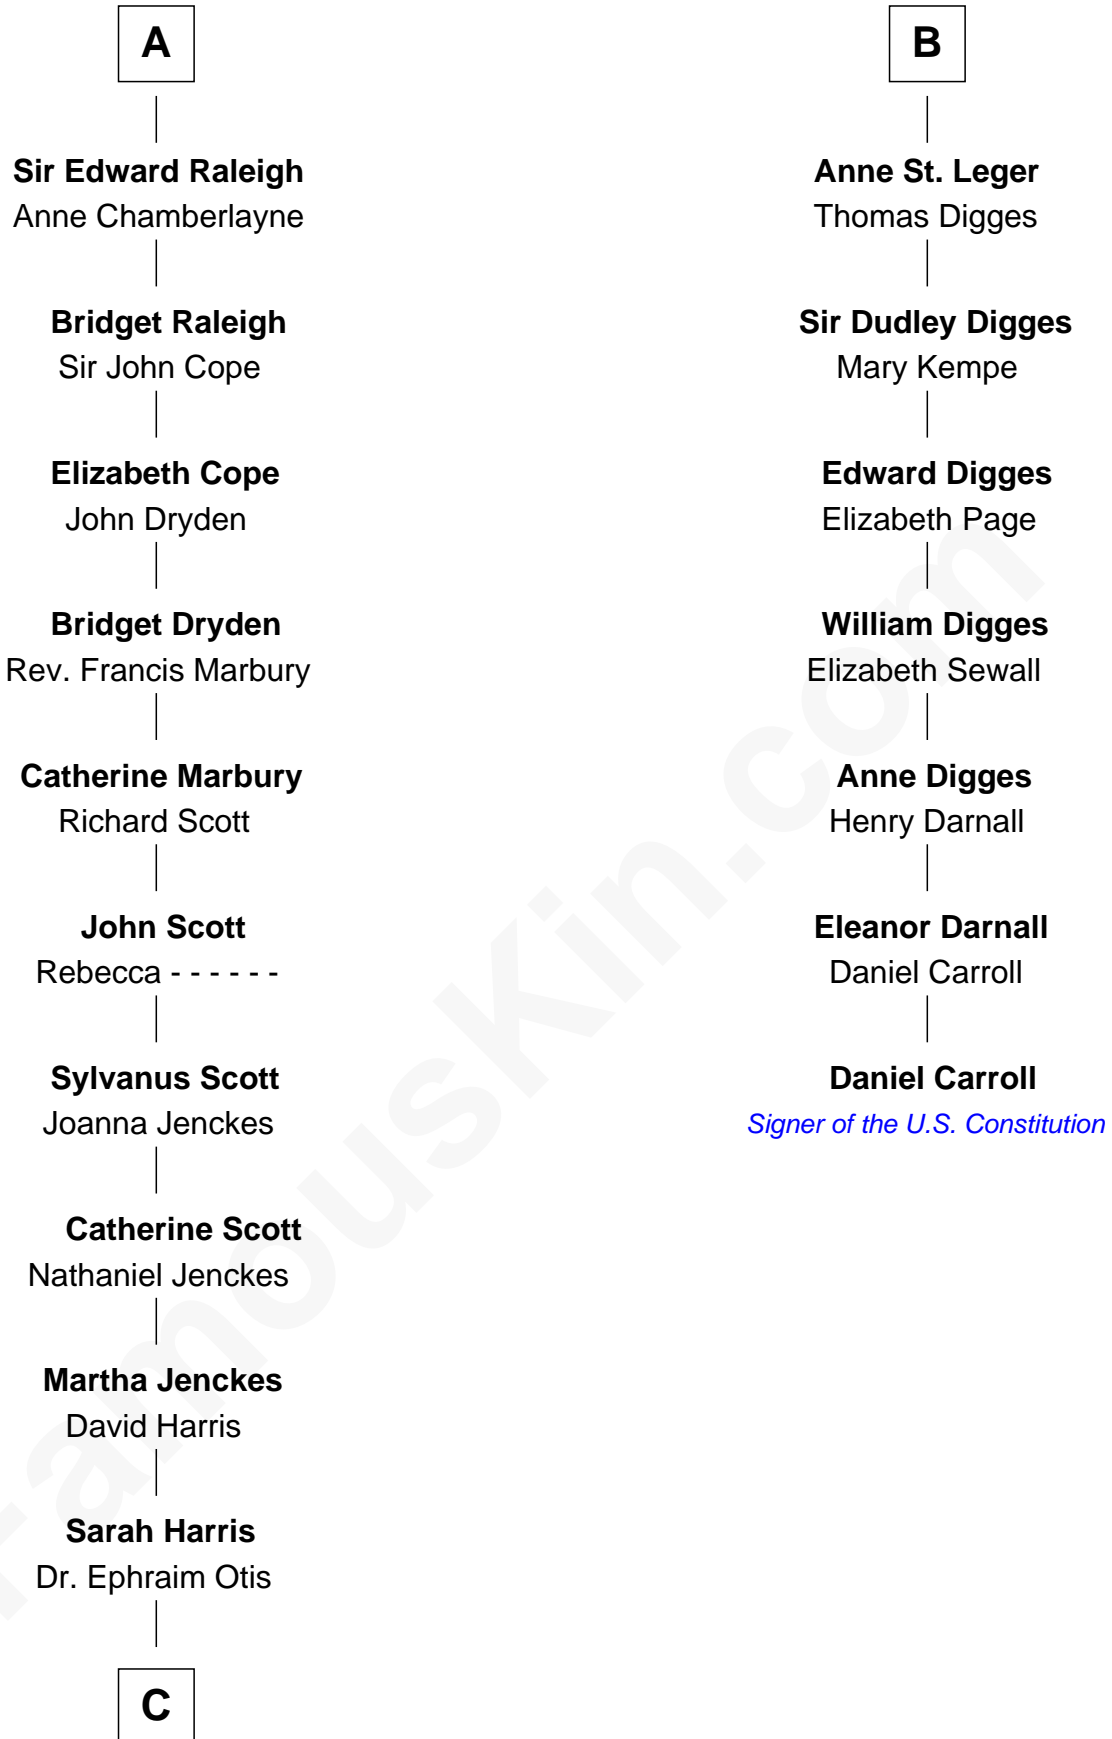 A
Sir Edward Raleigh
Anne Chamberlayne
Bridget Raleigh
Sir John Cope
Elizabeth Cope
John Dryden
Bridget Dryden
Rev. Francis Marbury
Catherine Marbury
Richard Scott
John Scott
Rebecca - - - - - -
Sylvanus Scott
Joanna Jenckes
Catherine Scott
Nathaniel Jenckes
Martha Jenckes
David Harris
Sarah Harris
Dr. Ephraim Otis
C
B
Anne St. Leger
Thomas Digges
Sir Dudley Digges
Mary Kempe
Edward Digges
Elizabeth Page
William Digges
Elizabeth Sewall
Anne Digges
Henry Darnall
Eleanor Darnall
Daniel Carroll
Daniel Carroll
Signer of the U.S. Constitution
FamousKin.com